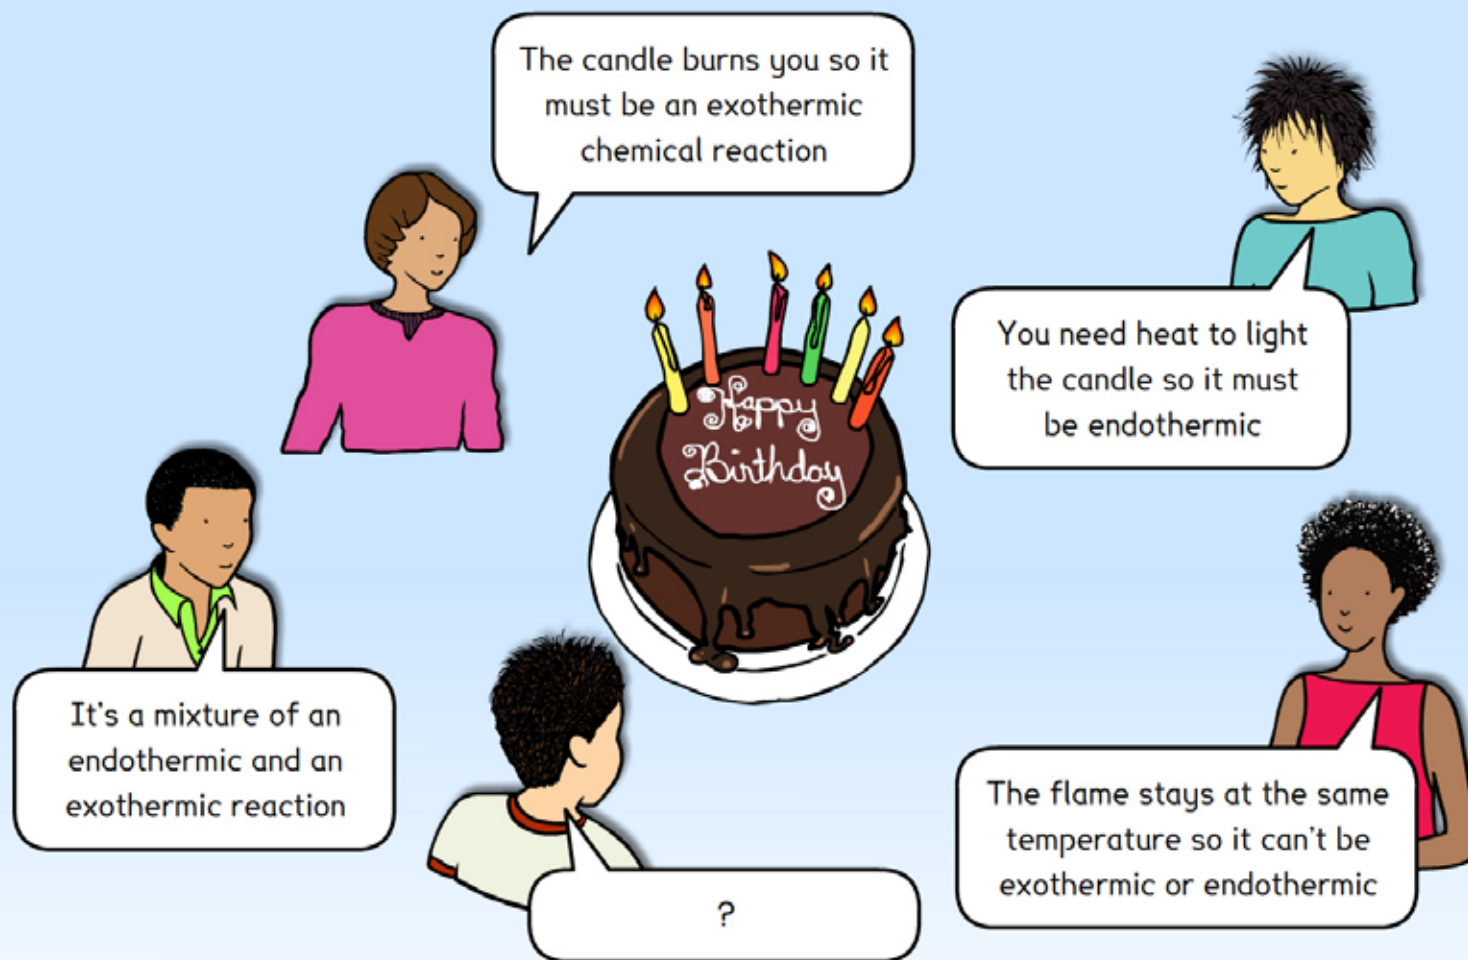 The candle burns you so it
must be an exothermic
chemical reaction
You need heat to light
the candle so it must
be endothermic
Happy
Birthday
It's a mixture of an
endothermic and an
exothermic reaction
The flame stays at the same
temperature so it can't be
exothermic or endothermic
?